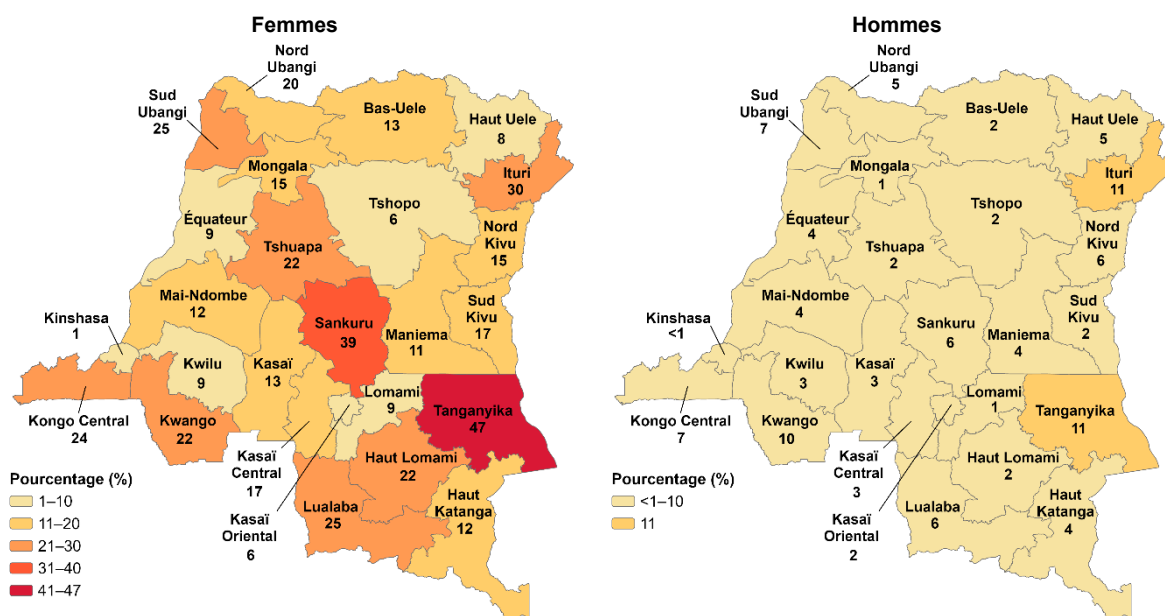 Femmes
Nord
Ubangi
20
Sud
Ubangi
25
Bas-Uele
13
Haut Uele
8
Mongala
15
Ituri
30
Tshopo
6
Équateur
9
Tshuapa
22
Nord
Kivu
15
Mai-Ndombe
12
Sankuru
39
Sud
Kivu
17
Maniema
11
Kinshasa
1
Kwilu
9
Kasaï
13
Kongo Central
24
Kwango
22
Lomami
9
Tanganyika
47
Kasaï
Central
17
Haut Lomami
22
Kasaï
Oriental
6
Lualaba
25
Haut
Katanga
12
Pourcentage (%)
1–10
11–20
21–30
31–40
41–47
Hommes
Nord
Ubangi
5
Sud
Ubangi
7
Bas-Uele
2
Haut Uele
5
Mongala
1
Ituri
11
Tshopo
2
Équateur
4
Tshuapa
2
Nord
Kivu
6
Mai-Ndombe
4
Sankuru
6
Sud
Kivu
2
Maniema
4
Kinshasa
<1
Kwilu
3
Kasaï
3
Kongo Central
7
Kwango
10
Lomami
1
Tanganyika
11
Kasaï
Central
3
Haut Lomami
2
Kasaï
Oriental
2
Lualaba
6
Haut
Katanga
4
Pourcentage (%)
<1–10
11